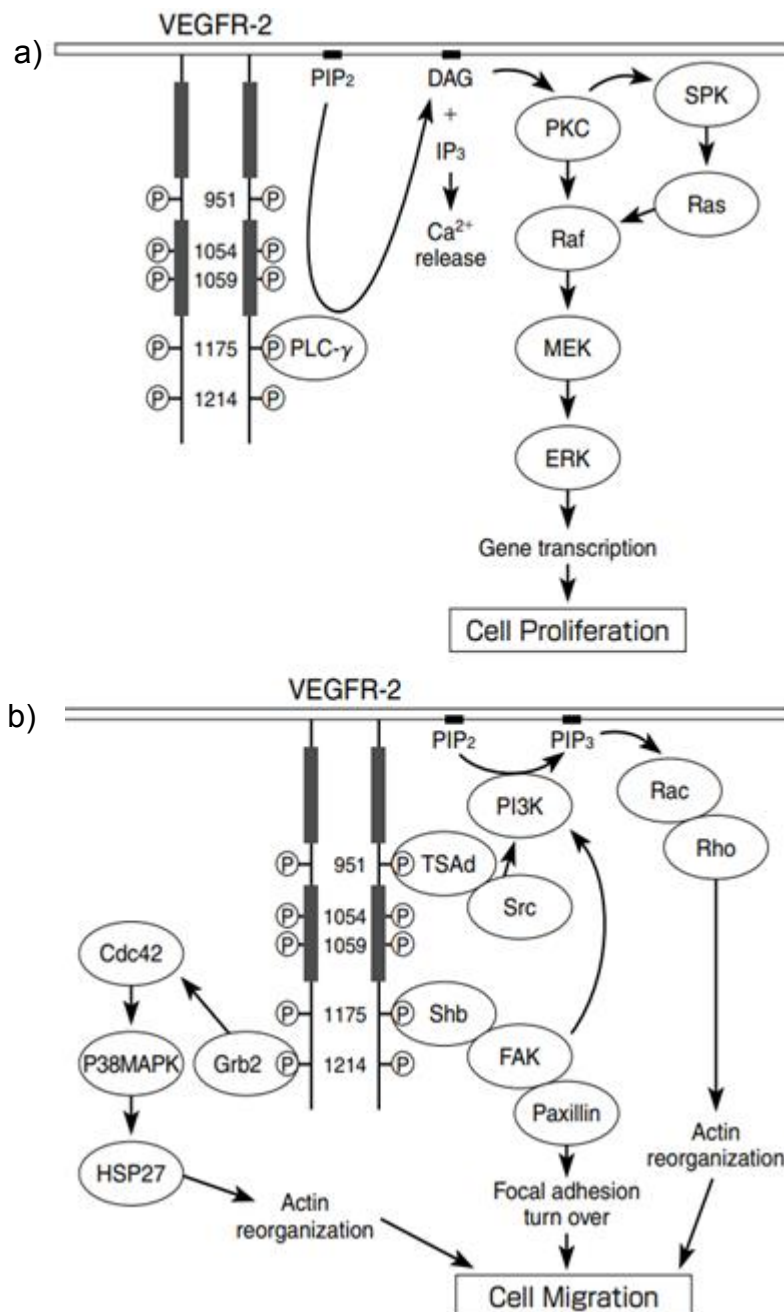 a)
VEGFR-2
PIP₂
DAG
+
IP₃
Ca²⁺
release
PKC
SPK
Ras
Raf
MEK
ERK
Gene transcription
Cell Proliferation
P 951 P
P 1054 P
P 1059 P
P 1175 P PLC-γ
P 1214 P
b)
VEGFR-2
PIP₂
PIP₃
PI3K
Rac
Rho
P 951 P TSAd
Src
P 1054 P
P 1059 P
P 1175 P Shb
P 1214 P
Grb2
Cdc42
P38MAPK
HSP27
Actin
reorganization
FAK
Paxillin
Focal adhesion
turn over
Actin
reorganization
Cell Migration